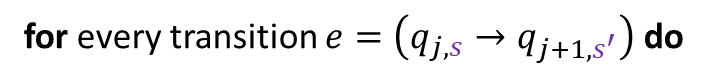 for every transition e = (q_{j,s} → q_{j+1,s'}) do